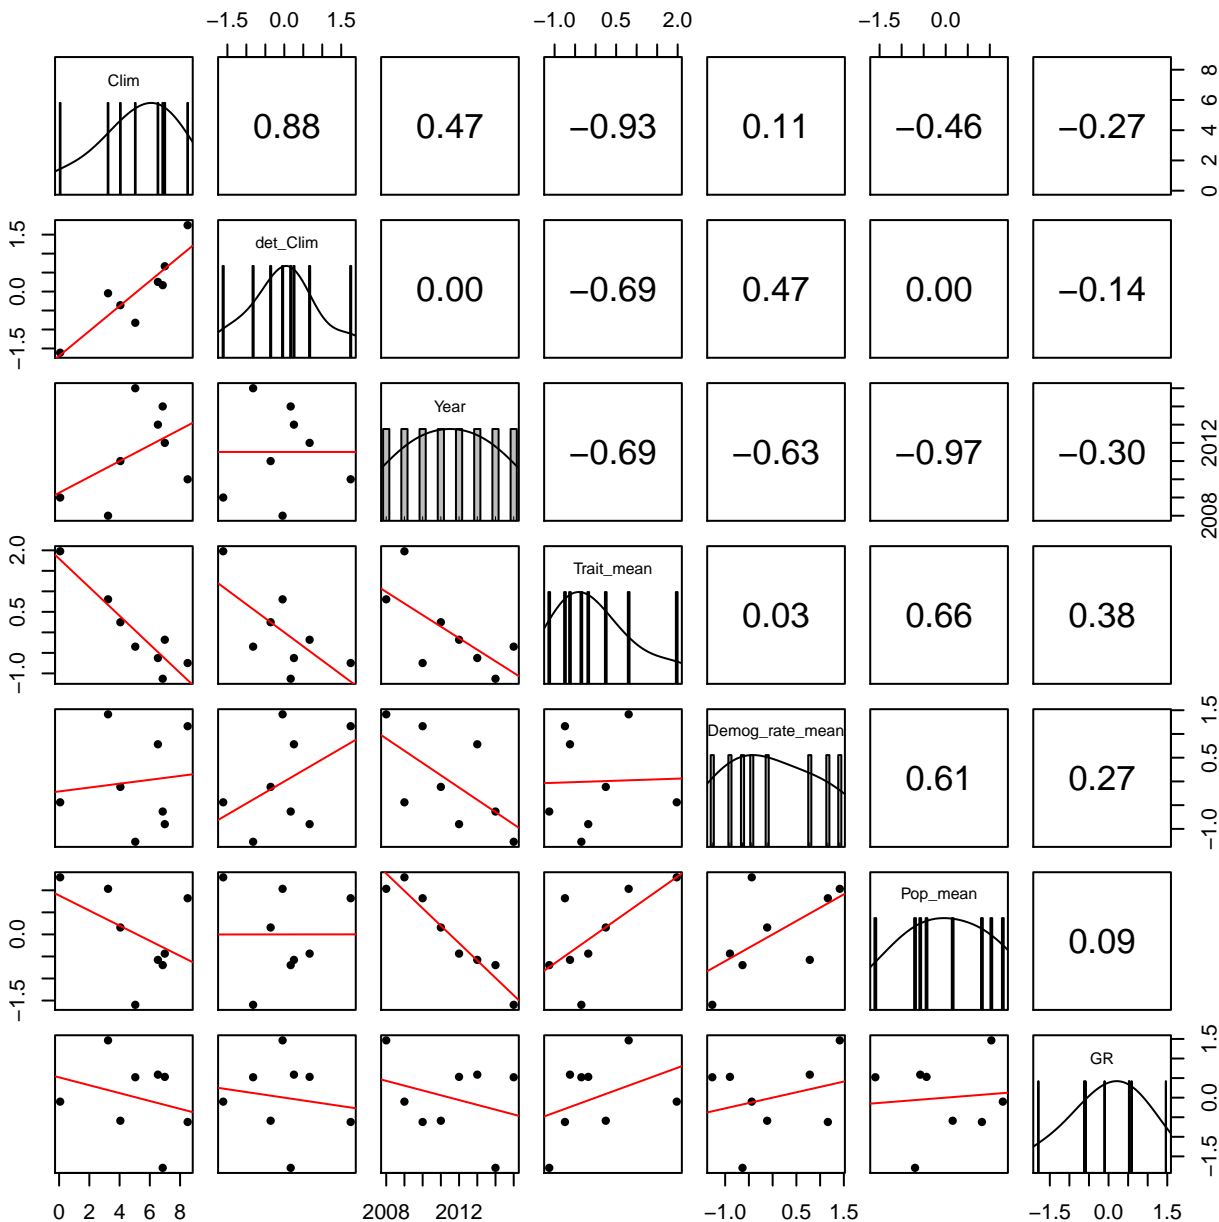 −1.5 0.0 1.5 −1.0 0.5 2.0 −1.5 0.0
Clim 0.88 0.47 −0.93 0.11 −0.46 −0.27
0 2 4 6 8
−1.5 0.0 1.5
det_Clim 0.00 −0.69 0.47 0.00 −0.14
Year −0.69 −0.63 −0.97 −0.30
2008 2012
−1.0 0.5 2.0
Trait_mean 0.03 0.66 0.38
Demog_rate_mean 0.61 0.27
−1.0 0.5 1.5
−1.5 0.0
Pop_mean 0.09
GR
−1.5 0.0 1.5
0 2 4 6 8 2008 2012 −1.0 0.5 1.5 −1.5 0.0 1.5